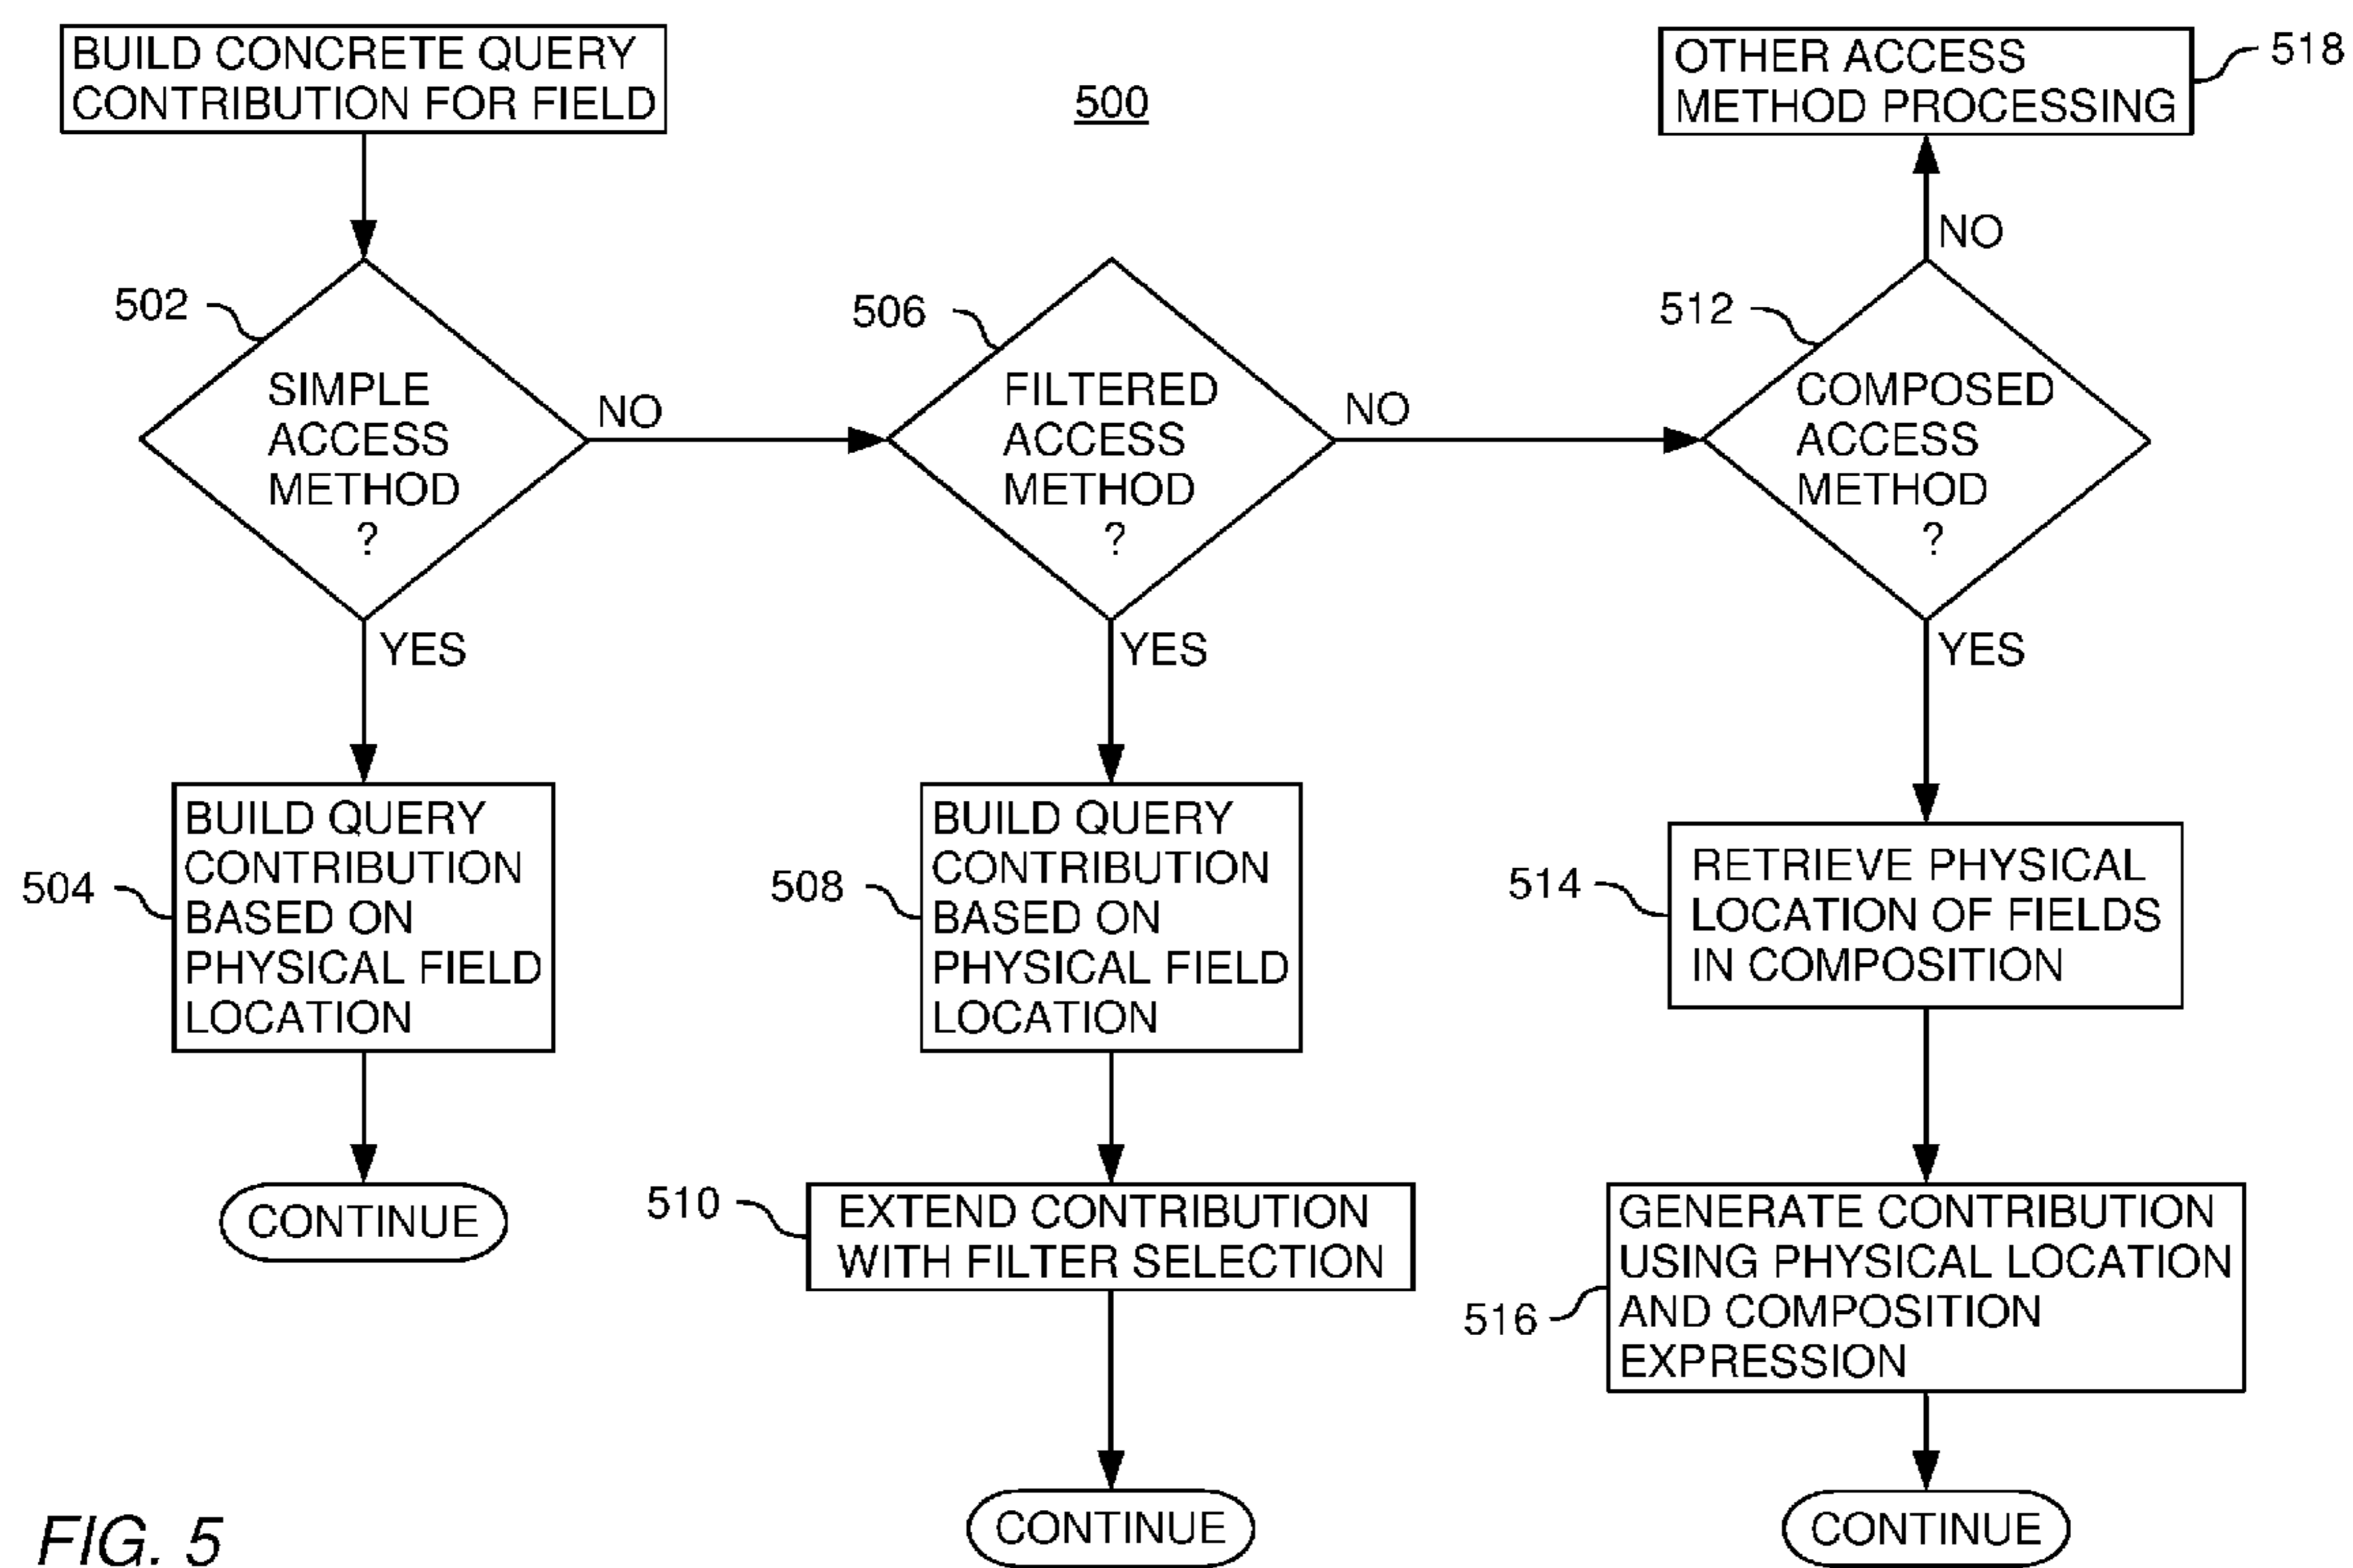 BUILD CONCRETE QUERY
CONTRIBUTION FOR FIELD
500
OTHER ACCESS
METHOD PROCESSING
518
NO
502
SIMPLE
ACCESS
METHOD
?
NO
YES
506
FILTERED
ACCESS
METHOD
?
NO
YES
512
COMPOSED
ACCESS
METHOD
?
YES
504
BUILD QUERY
CONTRIBUTION
BASED ON
PHYSICAL FIELD
LOCATION
508
BUILD QUERY
CONTRIBUTION
BASED ON
PHYSICAL FIELD
LOCATION
514
RETRIEVE PHYSICAL
LOCATION OF FIELDS
IN COMPOSITION
CONTINUE
510
EXTEND CONTRIBUTION
WITH FILTER SELECTION
516
GENERATE CONTRIBUTION
USING PHYSICAL LOCATION
AND COMPOSITION
EXPRESSION
CONTINUE
CONTINUE
FIG. 5